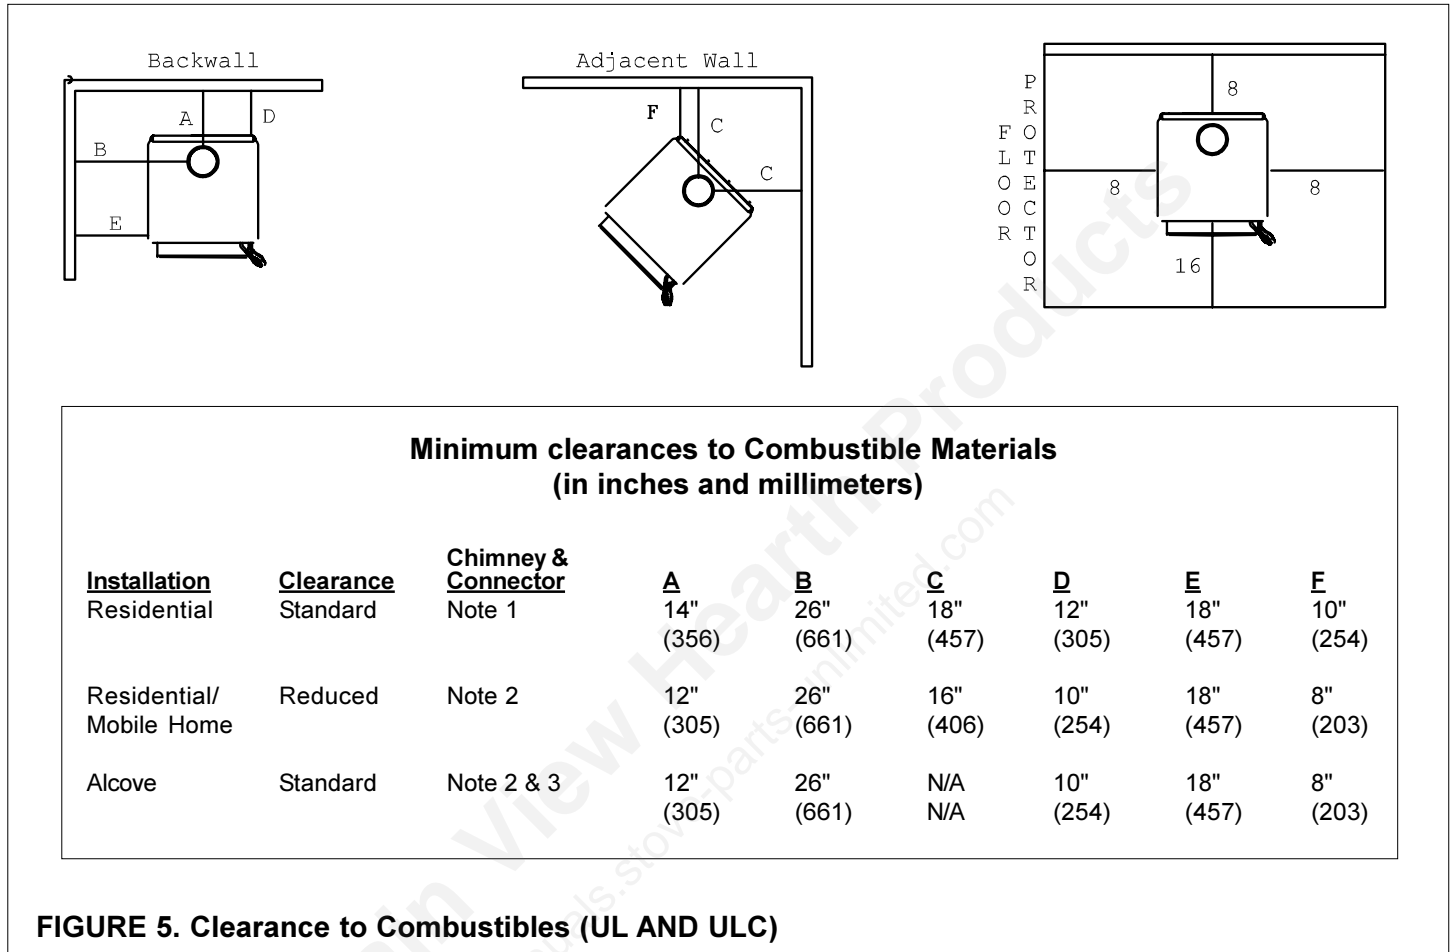 Backwall
A
D
B
E
Adjacent Wall
F
C
C
FLOOR
PROTECTOR
8
8
8
16
Minimum clearances to Combustible Materials
(in inches and millimeters)
Chimney &
Installation Clearance Connector A B C D E F
Residential Standard Note 1 14" 26" 18" 12" 18" 10"
(356) (661) (457) (305) (457) (254)
Residential/ Reduced Note 2 12" 26" 16" 10" 18" 8"
Mobile Home (305) (661) (406) (254) (457) (203)
Alcove Standard Note 2 & 3 12" 26" N/A 10" 18" 8"
(305) (661) N/A (254) (457) (203)
FIGURE 5. Clearance to Combustibles (UL AND ULC)
View Hearth Products